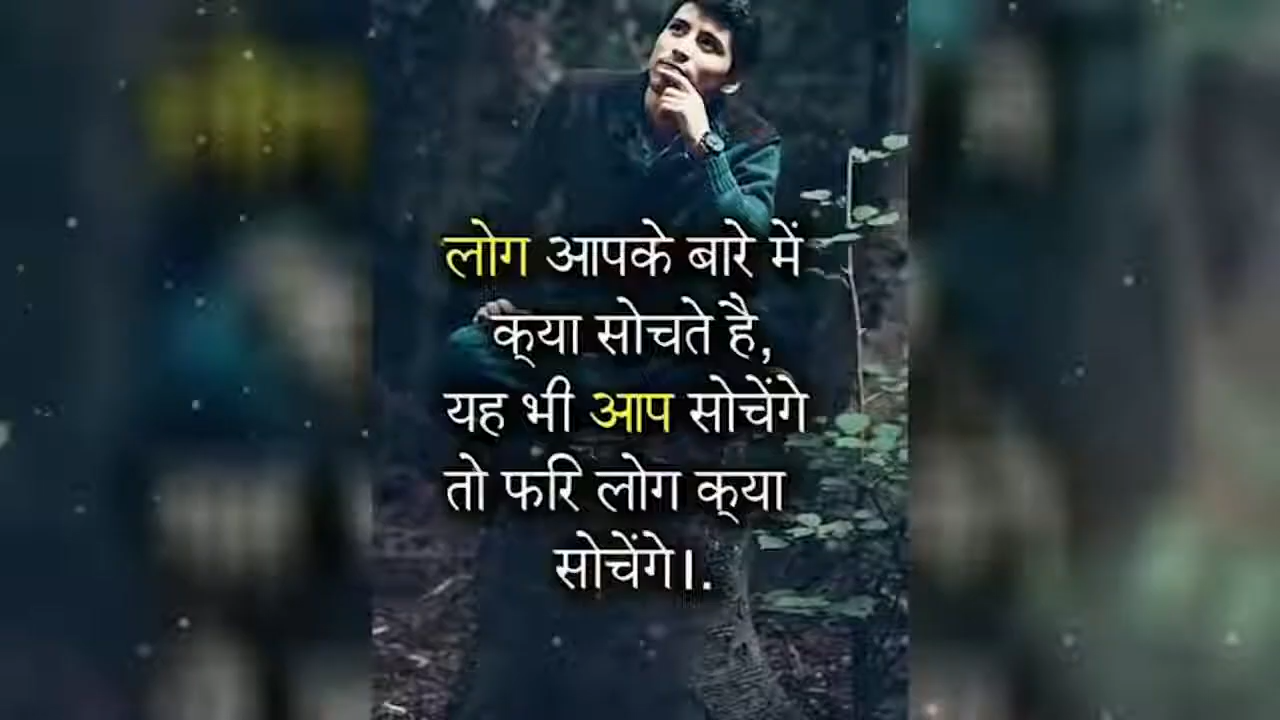 लोग आपके बारे में
क्‌या सोचते है,
यह भी आप सोचेंगे
तो फरि लोग क्‌या
सोचेंगे।.